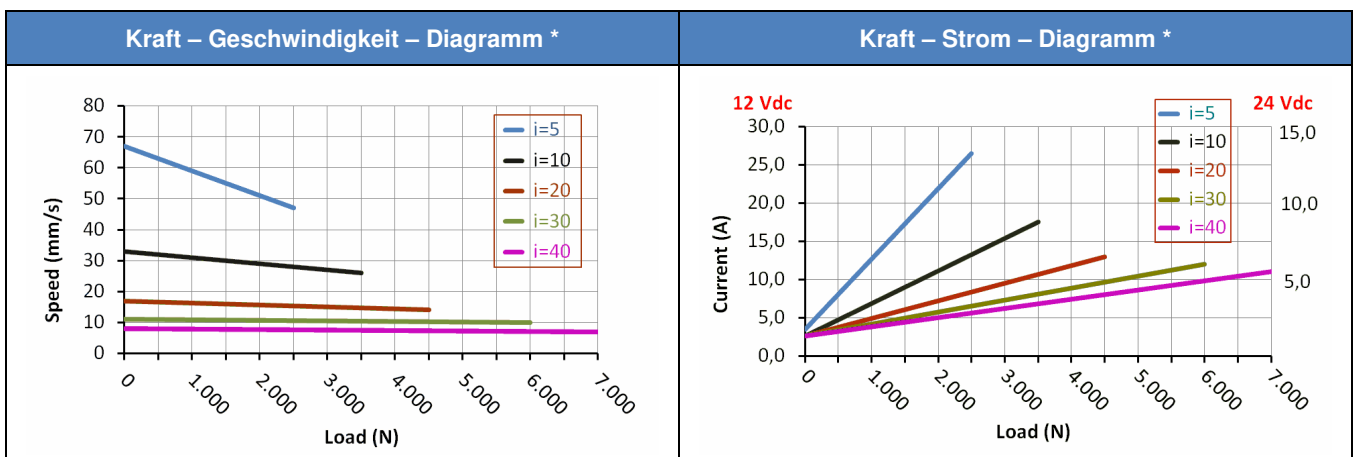 Kraft – Geschwindigkeit – Diagramm *
Kraft – Strom – Diagramm *
80
70
60
50
40
30
20
10
0
Speed (mm/s)
i=5
i=10
i=20
i=30
i=40
0
1.000
2.000
3.000
4.000
5.000
6.000
7.000
Load (N)
12 Vdc
24 Vdc
30,0
25,0
20,0
15,0
10,0
5,0
0,0
Current (A)
i=5
i=10
i=20
i=30
i=40
15,0
10,0
5,0
0
1.000
2.000
3.000
4.000
5.000
6.000
7.000
Load (N)